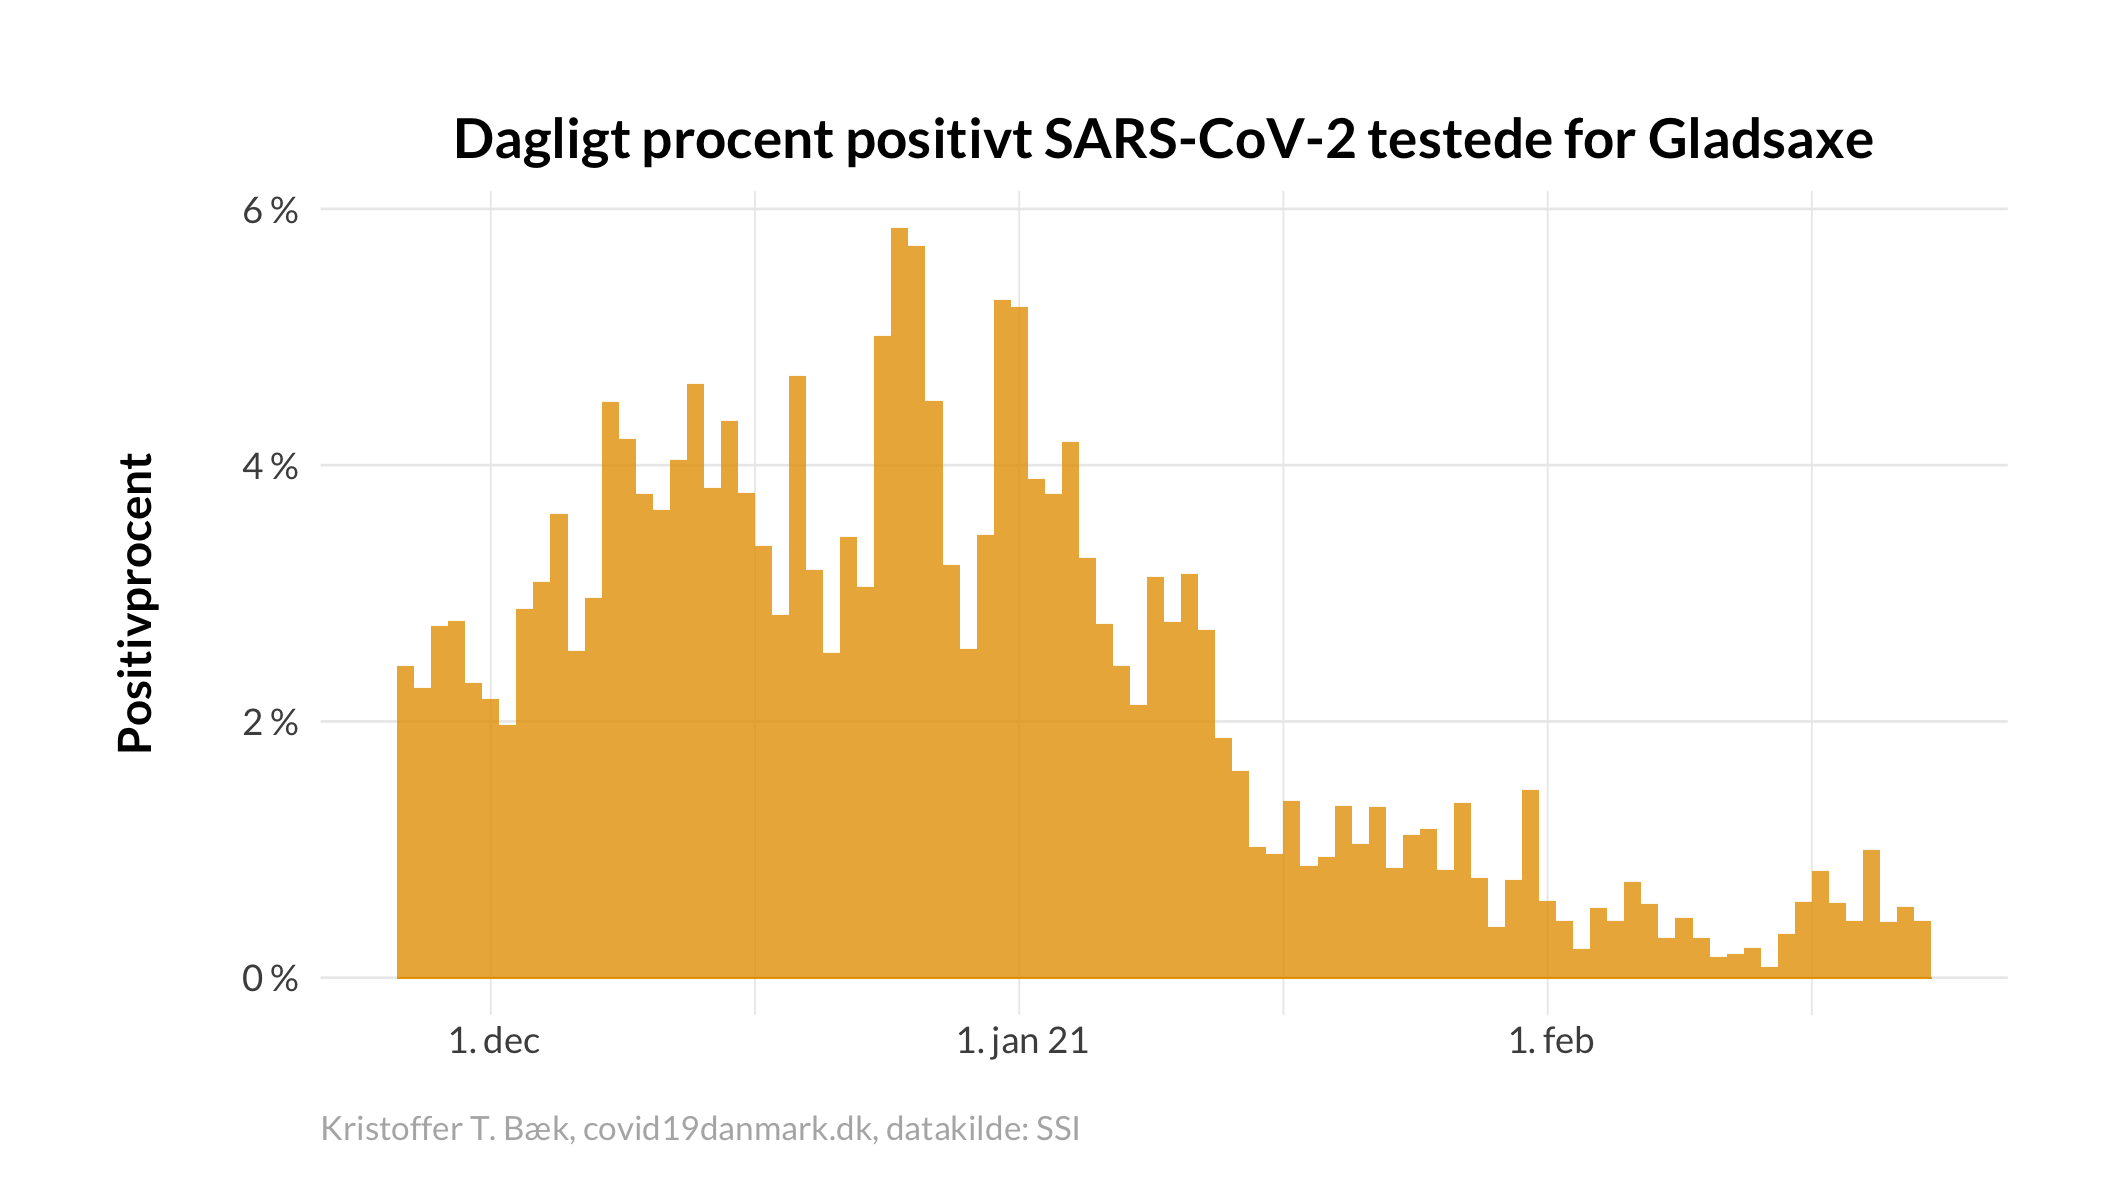 Dagligt procent positivt SARS-CoV-2 testede for Gladsaxe
Positivprocent
6 %
4 %
2 %
0 %
1. dec
1. jan 21
1. feb
Kristoffer T. Bæk, covid19danmark.dk, datakilde: SSI